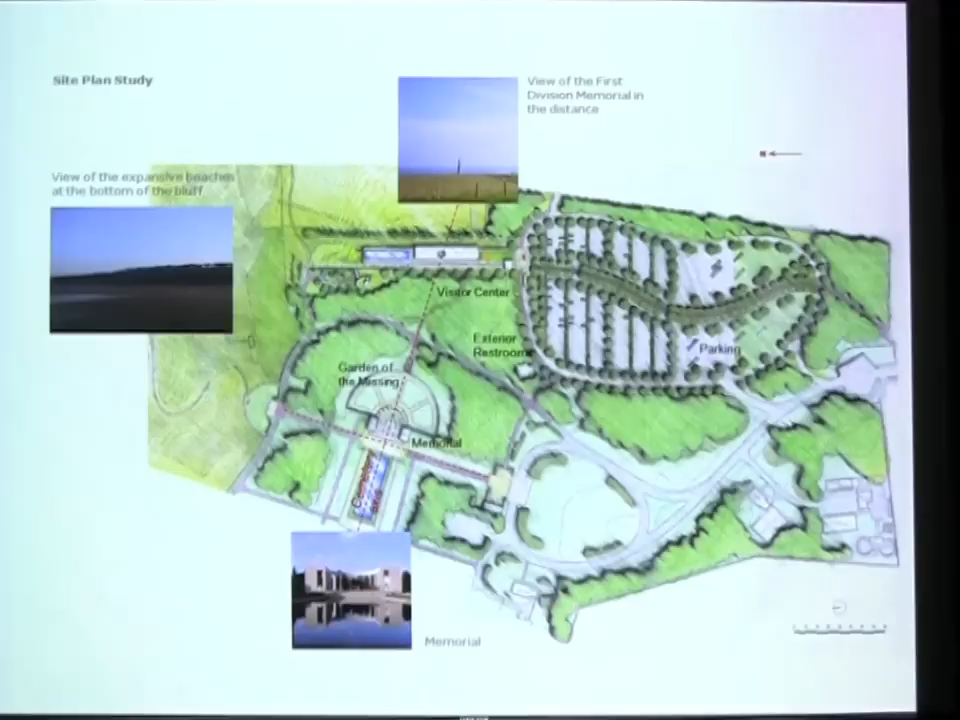 Site Plan Study
View of the First
Division Memorial in
the distance
View of the expansive beaches
at the bottom of the bluff
Visitor Center
Exterior
Restrooms
Parking
Garden of
the Missing
Memorial
Memorial